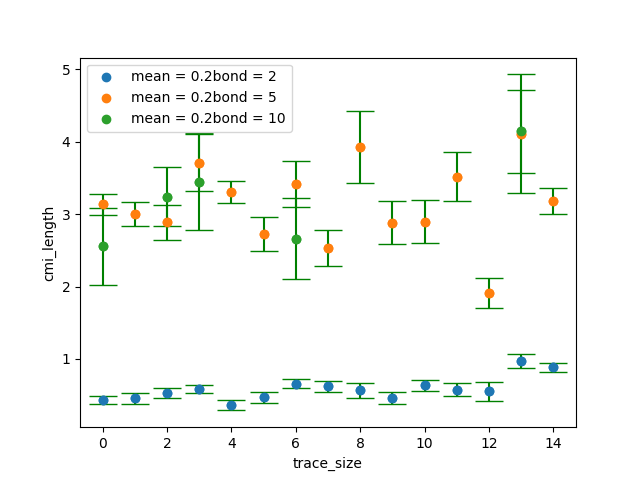 5
4
3
2
1
cmi_length
mean = 0.2bond = 2
mean = 0.2bond = 5
mean = 0.2bond = 10
0 2 4 6 8 10 12 14
trace_size